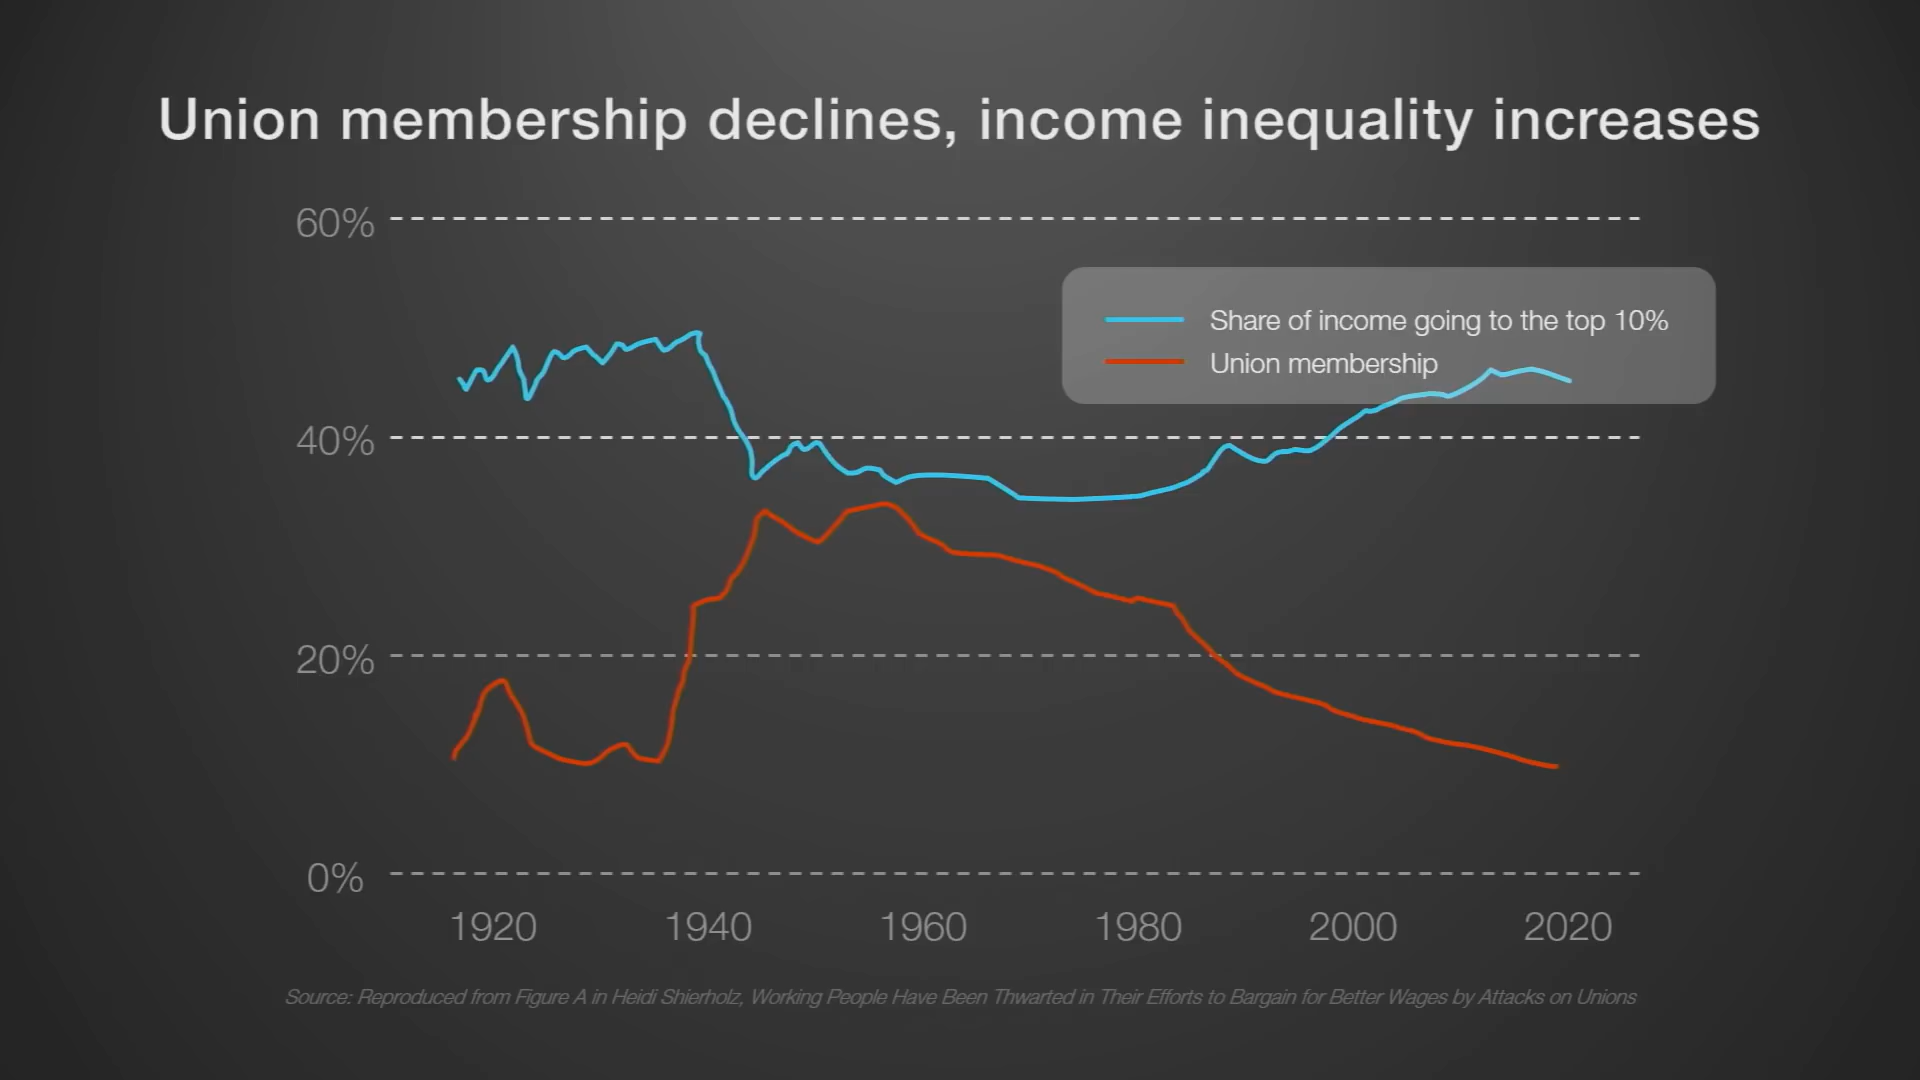 Union membership declines, income inequality increases
60%
Share of income going to the top 10%
Union membership
40%
20%
0%
1920 1940 1960 1980 2000 2020
Source: Reproduced from Figure A in Heidi Shierholz, Working People Have Been Thwarted in Their Efforts to Bargain for Better Wages by Attacks on Unions